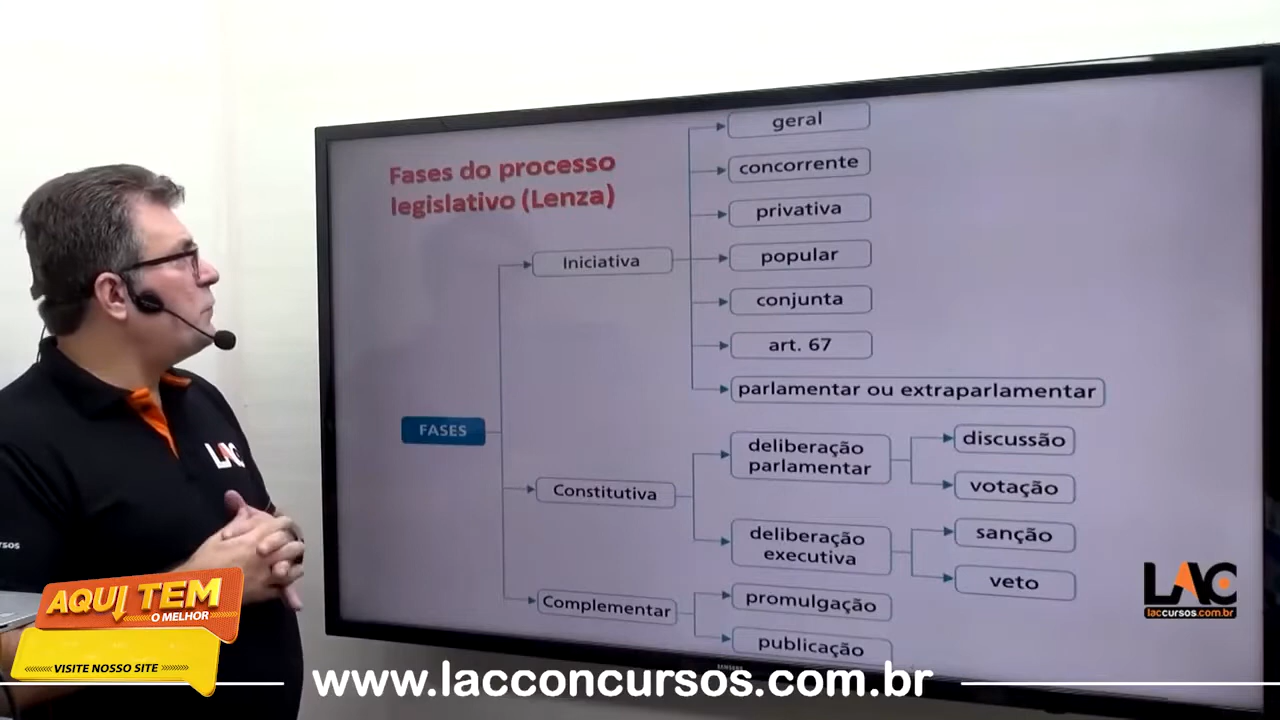 Fases do processo
legislativo (Lenza)
geral
concorrente
privativa
popular
conjunta
art. 67
parlamentar ou extraparlamentar
Iniciativa
FASES
Constitutiva
deliberação
parlamentar
discussão
votação
deliberação
executiva
sanção
veto
Complementar
promulgação
publicação
SAMSUNG
LAC
LAC
laccursos.com.br
AQUI TEM
O MELHOR
VISITE NOSSO SITE
www.lacconcursos.com.br